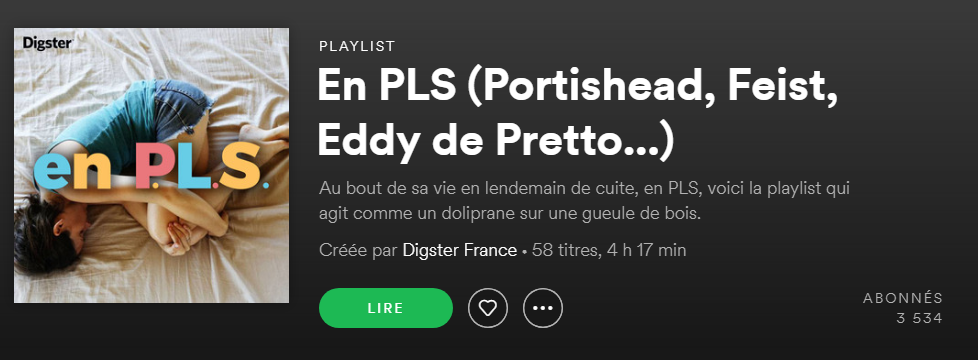 Digster
en P.L.S.
PLAYLIST
En PLS (Portishead, Feist,
Eddy de Pretto...)
Au bout de sa vie en lendemain de cuite, en PLS, voici la playlist qui
agit comme un doliprane sur une gueule de bois.
Créée par Digster France • 58 titres, 4 h 17 min
LIRE
ABONNÉS
3 534